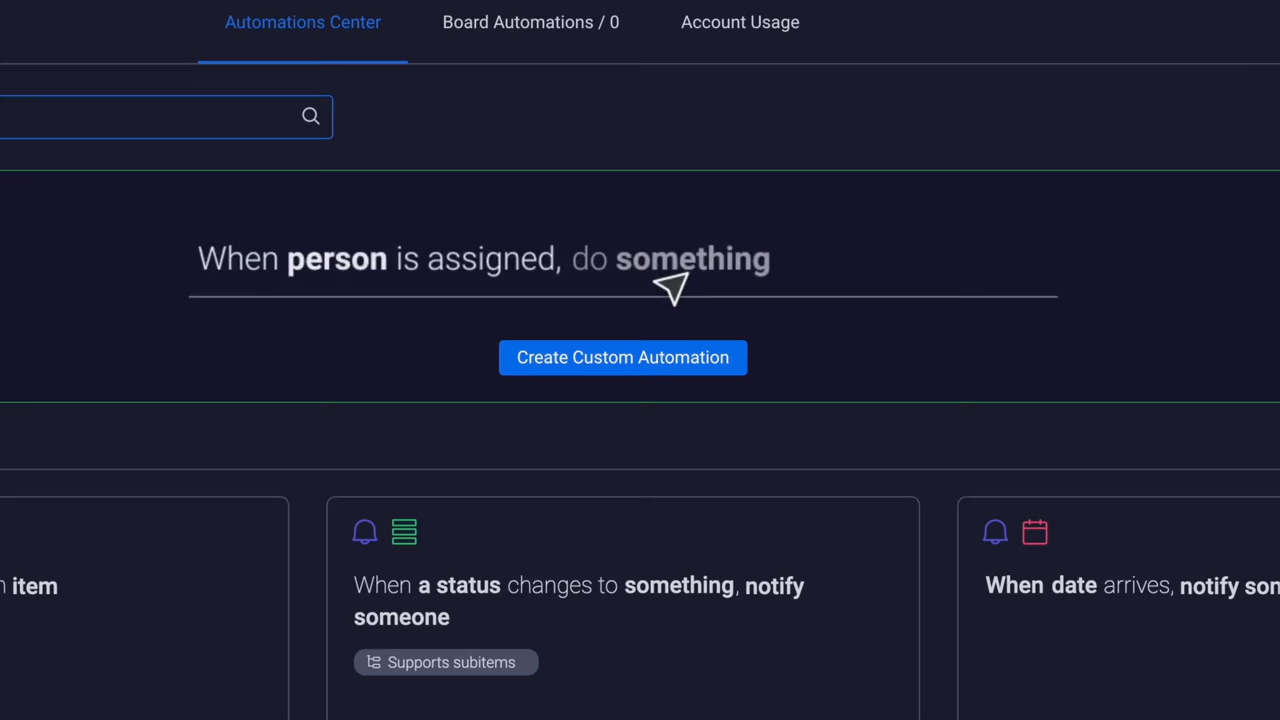 Automations Center
Board Automations / 0
Account Usage
When person is assigned, do something
Create Custom Automation
item
When a status changes to something, notify
someone
Supports subitems
When date arrives, notify